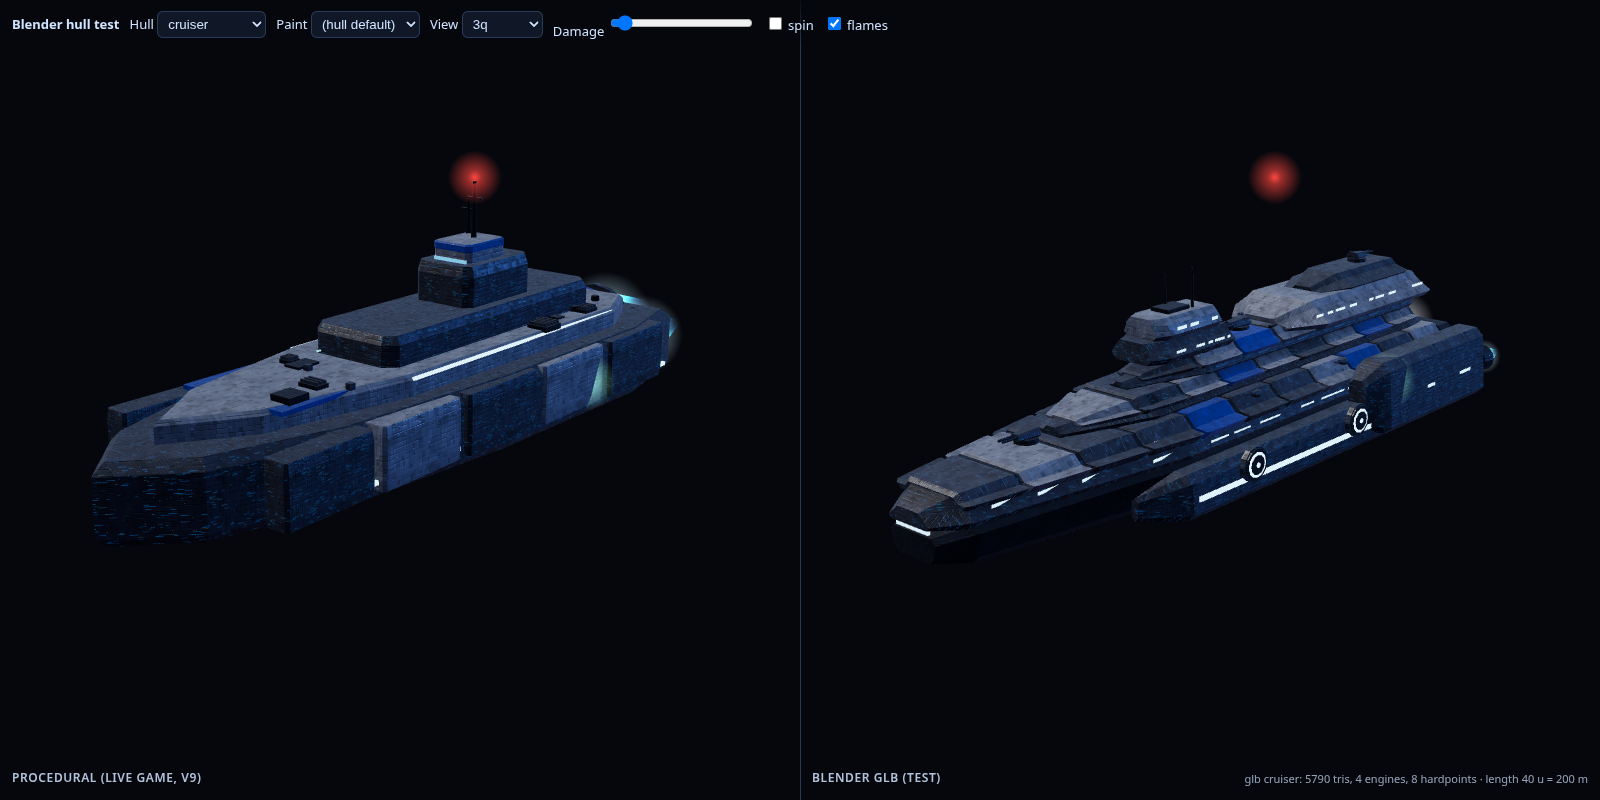 Blender hull test Hull cruiser Paint (hull default) View 3q Damage spin flames
PROCEDURAL (LIVE GAME, V9)
BLENDER GLB (TEST)
glb cruiser: 5790 tris, 4 engines, 8 hardpoints · length 40 u = 200 m